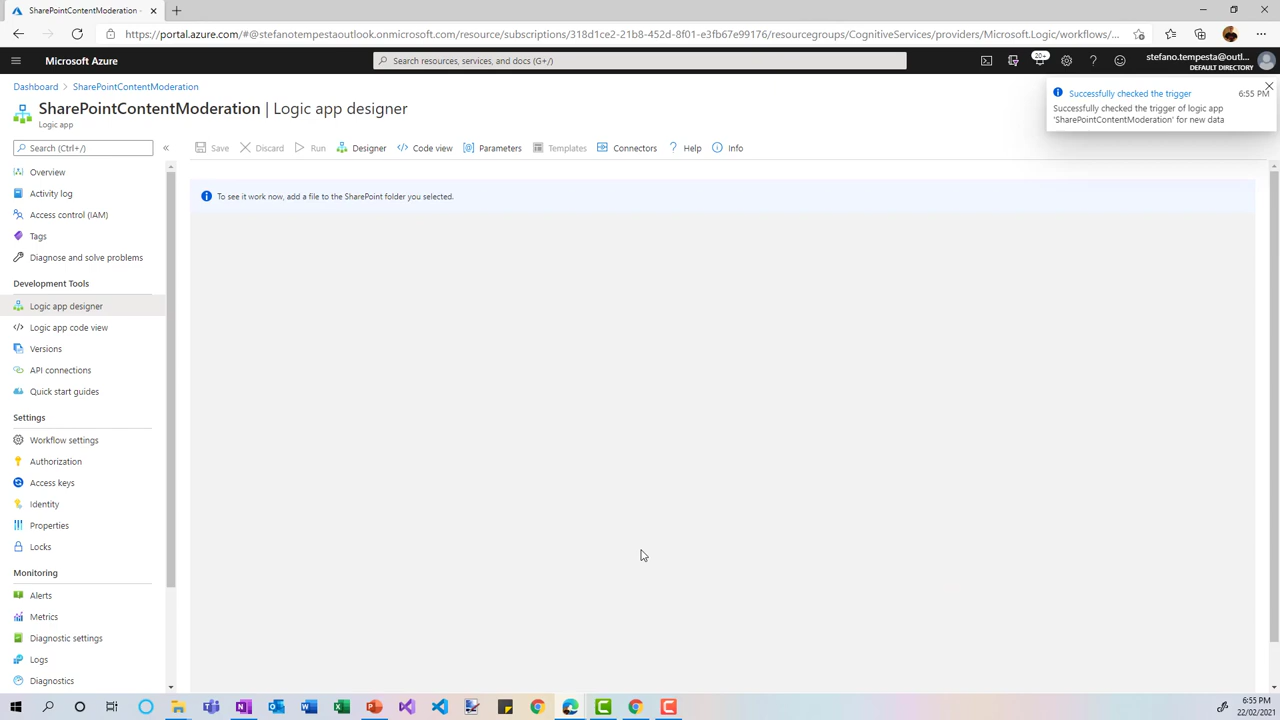 SharePointContentModeration -
https://portal.azure.com/#@stefanotempestaoutlook.onmicrosoft.com/resource/subscriptions/318d1ce2-21b8-452d-8f01-e3fb67e99176/resourcegroups/CognitiveServices/providers/Microsoft.Logic/workflows/...
Microsoft Azure
Search resources, services, and docs (G+/)
20+
stefano.tempesta@outl...
DEFAULT DIRECTORY
Dashboard > SharePointContentModeration
SharePointContentModeration | Logic app designer
Logic app
Successfully checked the trigger 6:55 PM
Successfully checked the trigger of logic app
'SharePointContentModeration' for new data
Search (Ctrl+/) «
Save Discard Run Designer Code view Parameters Templates Connectors Help Info
To see it work now, add a file to the SharePoint folder you selected.
Overview
Activity log
Access control (IAM)
Tags
Diagnose and solve problems
Development Tools
Logic app designer
Logic app code view
Versions
API connections
Quick start guides
Settings
Workflow settings
Authorization
Access keys
Identity
Properties
Locks
Monitoring
Alerts
Metrics
Diagnostic settings
Logs
Diagnostics
6:55 PM
22/02/2021